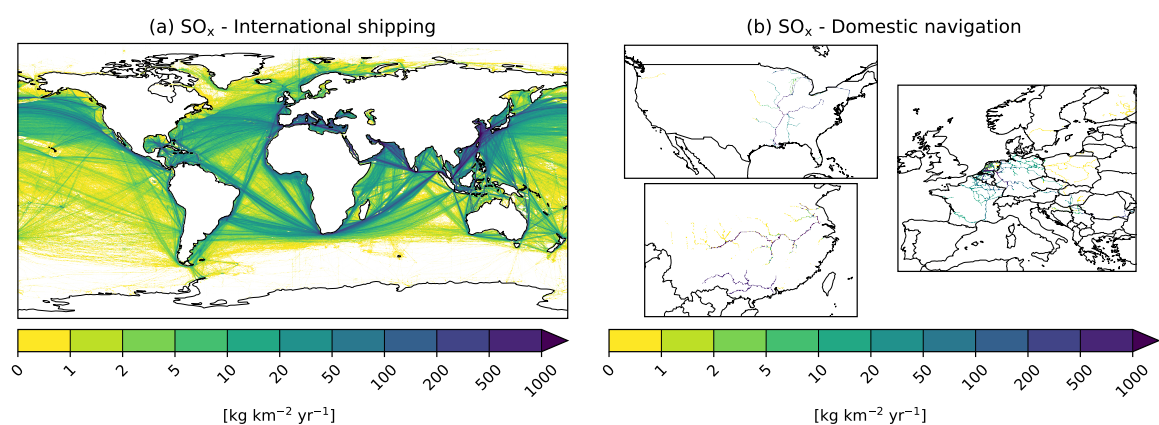 (a) SOₓ - International shipping
(b) SOₓ - Domestic navigation
0 1 2 5 10 20 50 100 200 500 1000
[kg km⁻² yr⁻¹]
0 1 2 5 10 20 50 100 200 500 1000
[kg km⁻² yr⁻¹]